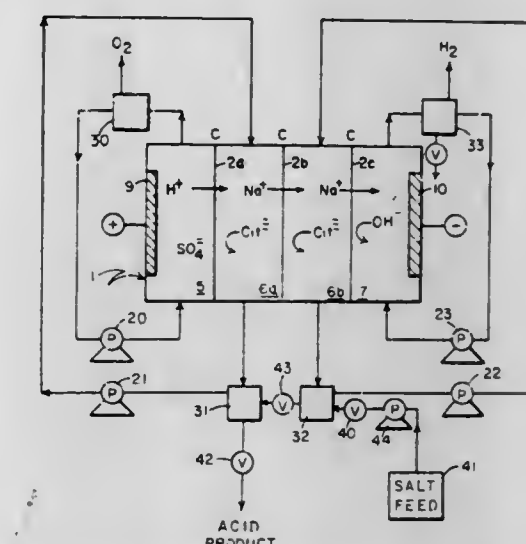 O2
H2
30
33
C C C
V
2a 2b 2c
9
10
H+ Na+ Na+
+
-
SO4= Cit= Cit= OH-
1
5 6a 6b 7
P 20
P 23
P 21
P 22
43
31 V 32 V P
40 44
42 V
41
SALT
FEED
ACID
PRODUCT